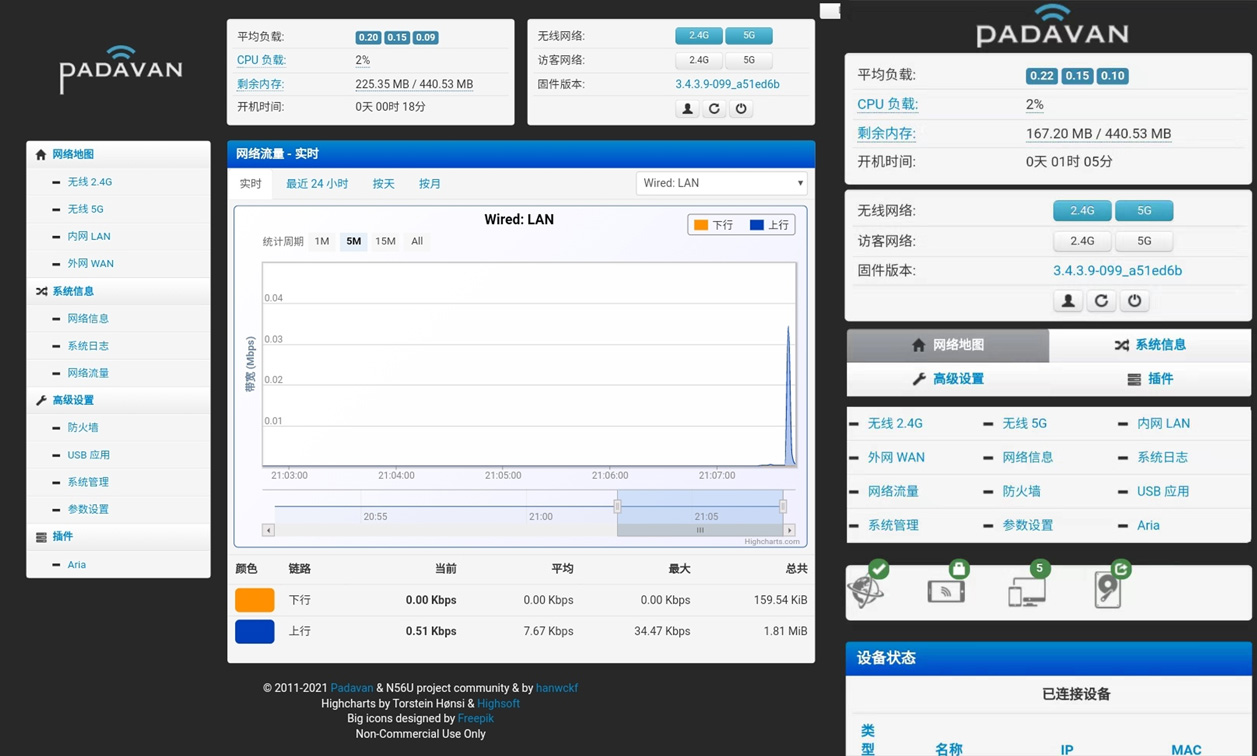 PADAVAN
平均负载: 0.20 0.15 0.09
CPU 负载: 2%
剩余内存: 225.35 MB / 440.53 MB
开机时间: 0天 00时 18分
无线网络: 2.4G 5G
访客网络: 2.4G 5G
固件版本: 3.4.3.9-099_a51ed6b
网络地图
无线 2.4G
无线 5G
内网 LAN
外网 WAN
系统信息
网络信息
系统日志
网络流量
高级设置
防火墙
USB 应用
系统管理
参数设置
插件
Aria
网络流量 - 实时
实时 最近 24 小时 按天 按月 Wired: LAN
Wired: LAN
下行 上行
统计周期 1M 5M 15M All
带宽 (Mbps)
0.04
0.03
0.02
0.01
21:03:00 21:04:00 21:05:00 21:06:00 21:07:00
20:55 21:00 21:05
Highcharts.com
颜色 链路 当前 平均 最大 总共
下行 0.00 Kbps 0.00 Kbps 0.00 Kbps 159.54 KiB
上行 0.51 Kbps 7.67 Kbps 34.47 Kbps 1.81 MiB
© 2011-2021 Padavan & N56U project community & by hanwckf
Highcharts by Torstein Hønsi & Highsoft
Big icons designed by Freepik
Non-Commercial Use Only
PADAVAN
平均负载: 0.22 0.15 0.10
CPU 负载: 2%
剩余内存: 167.20 MB / 440.53 MB
开机时间: 0天 01时 05分
无线网络: 2.4G 5G
访客网络: 2.4G 5G
固件版本: 3.4.3.9-099_a51ed6b
网络地图 系统信息
高级设置 插件
无线 2.4G 无线 5G 内网 LAN
外网 WAN 网络信息 系统日志
网络流量 防火墙 USB 应用
系统管理 参数设置 Aria
5
设备状态
已连接设备
类
型 名称 IP MAC